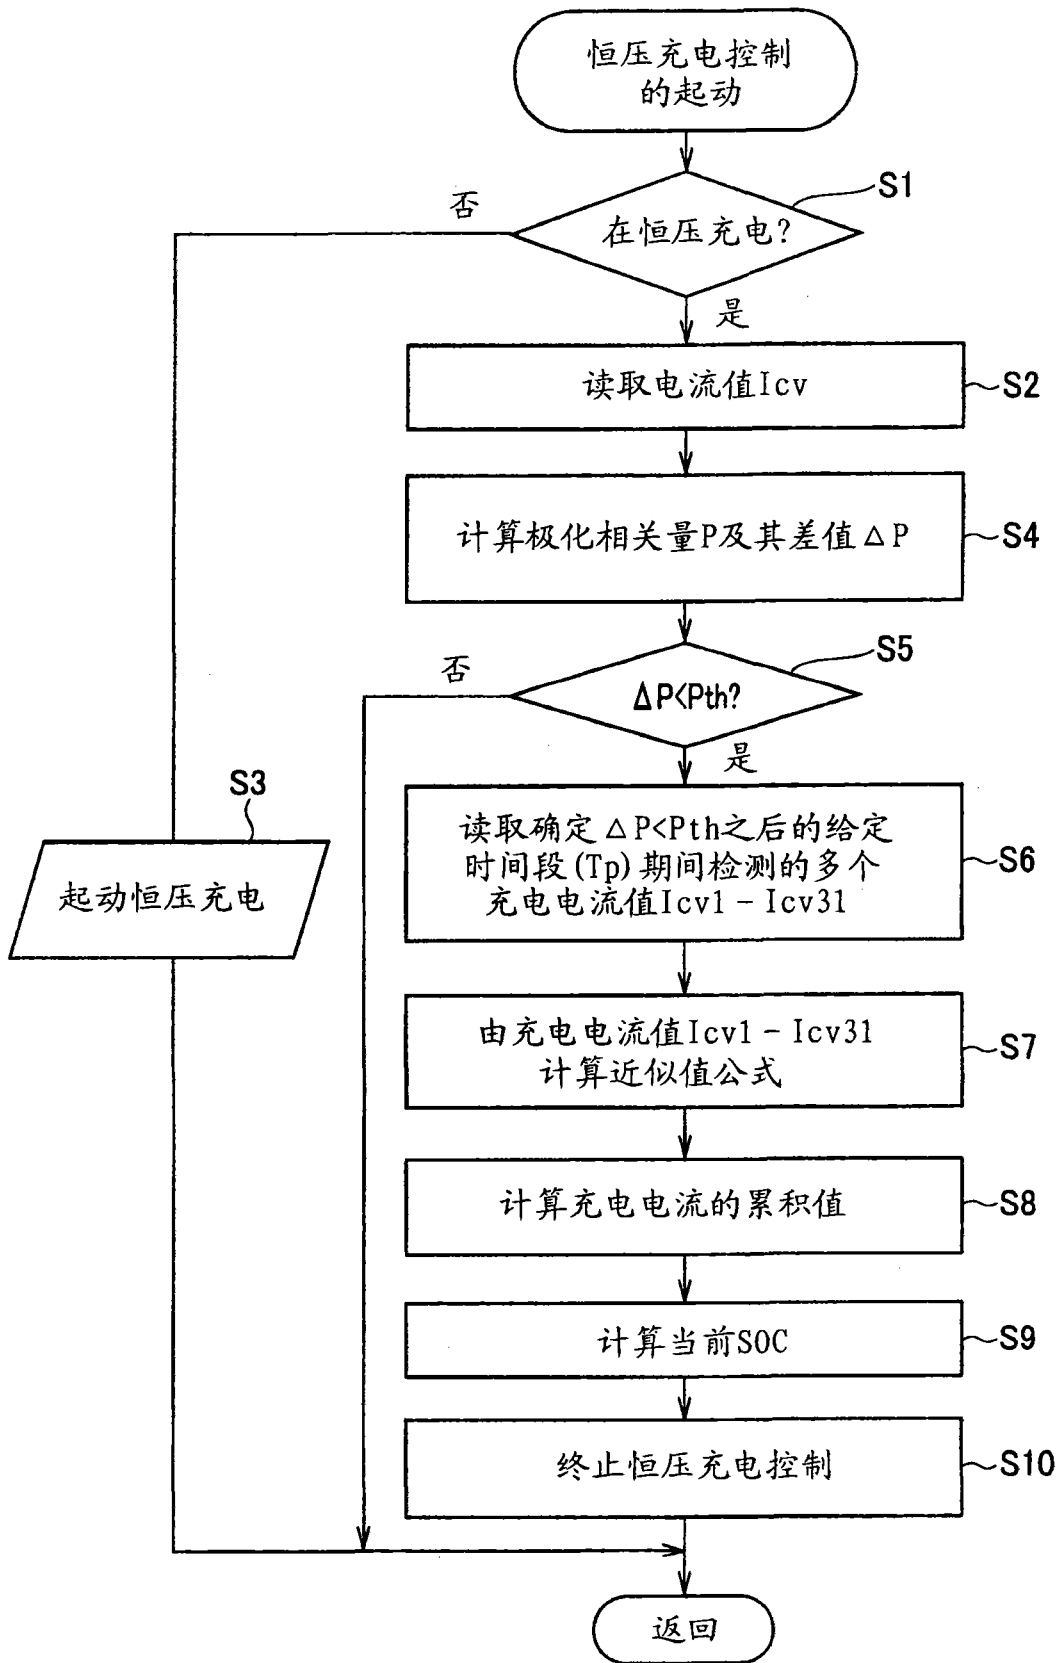 恒压充电控制
的起动
S1
否
在恒压充电?
是
读取电流值Icv
S2
计算极化相关量P及其差值△P
S4
S5
否
ΔP<Pth?
是
S3
起动恒压充电
读取确定△P<Pth之后的给定
时间段(Tp)期间检测的多个
充电电流值Icv1-Icv31
S6
由充电电流值Icv1-Icv31
计算近似值公式
S7
计算充电电流的累积值
S8
计算当前SOC
S9
终止恒压充电控制
S10
返回